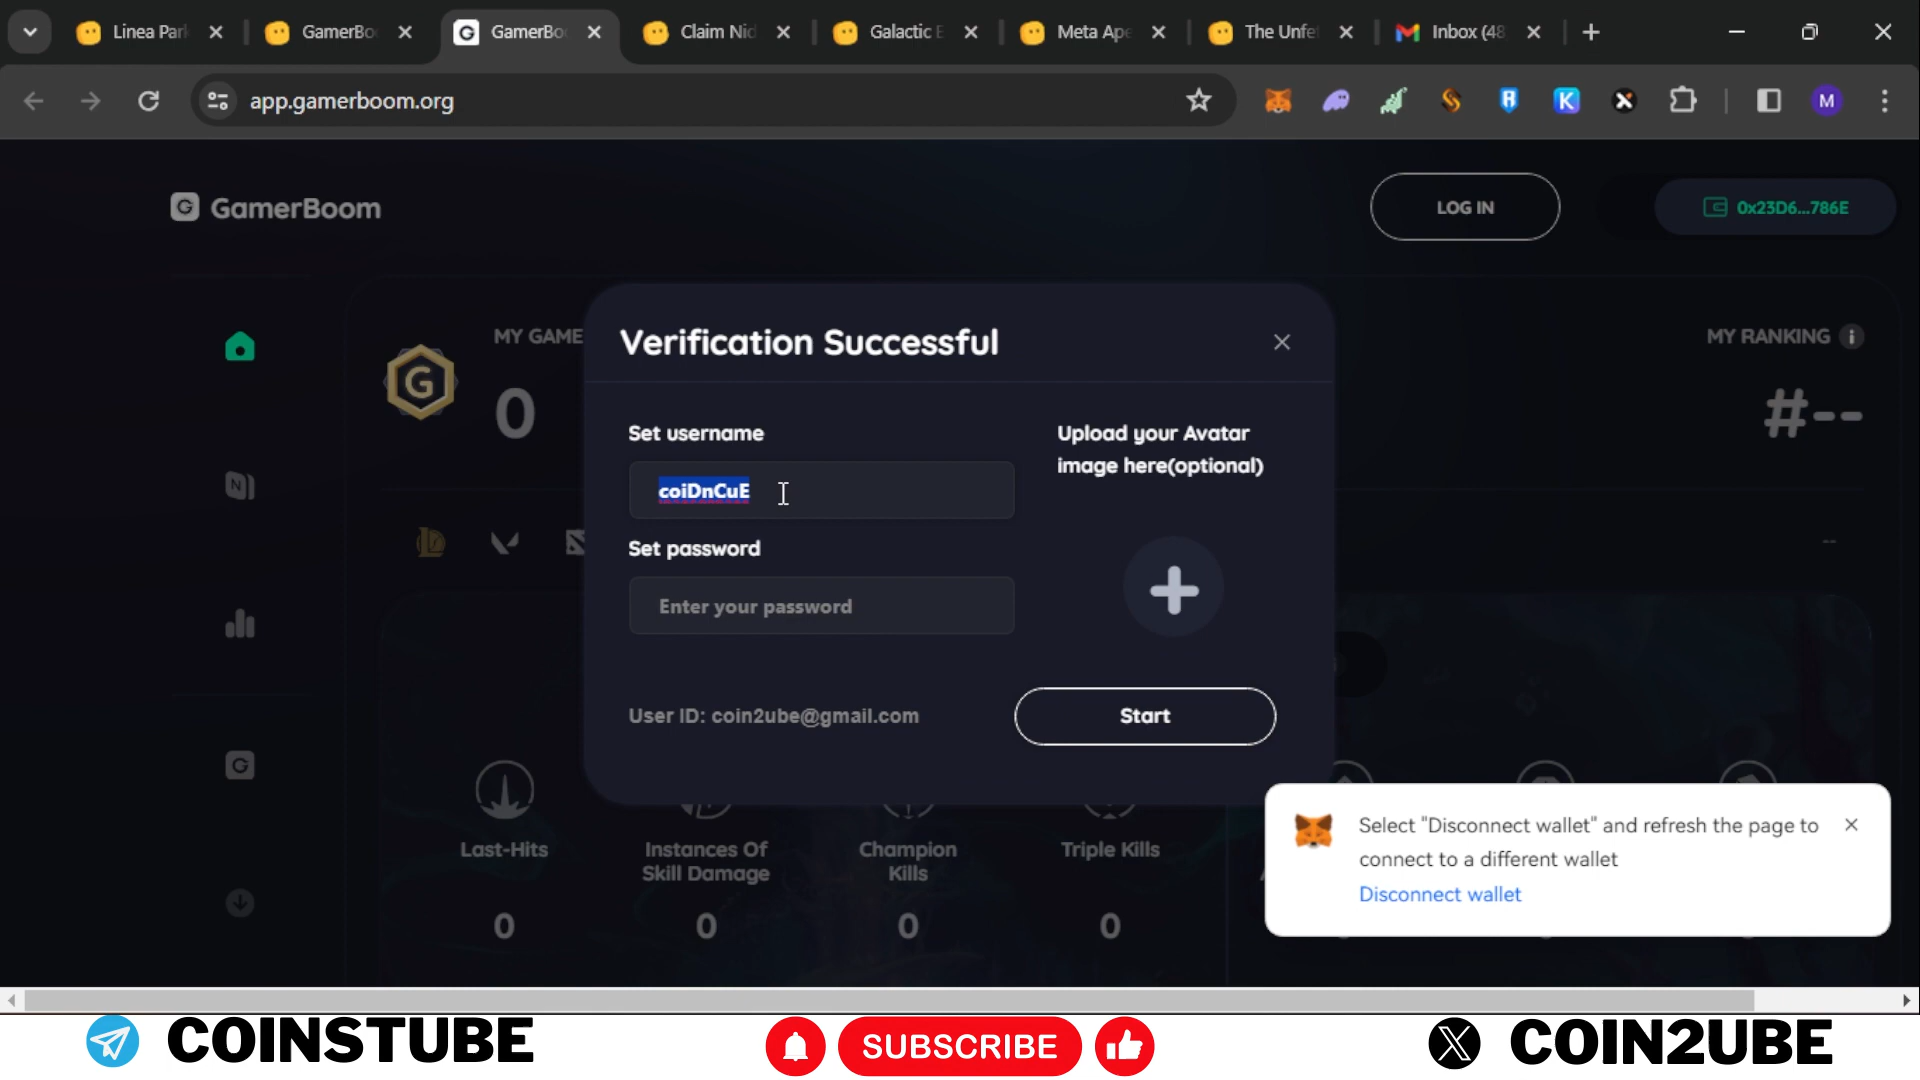 Linea Par
GamerBo
GamerBo
Claim Nid
Galactic E
Meta Ape
The Unfe
Inbox (48
app.gamerboom.org
M
GamerBoom
LOG IN
0x23D6...786E
MY GAME
0
MY RANKING
#--
Verification Successful
Set username
coiDnCuE
Set password
Enter your password
Upload your Avatar
image here(optional)
User ID: coin2ube@gmail.com
Start
--
Last-Hits
0
Instances Of
Skill Damage
0
Champion
Kills
0
Triple Kills
0
Select "Disconnect wallet" and refresh the page to
connect to a different wallet
Disconnect wallet
COINSTUBE
SUBSCRIBE
COIN2UBE